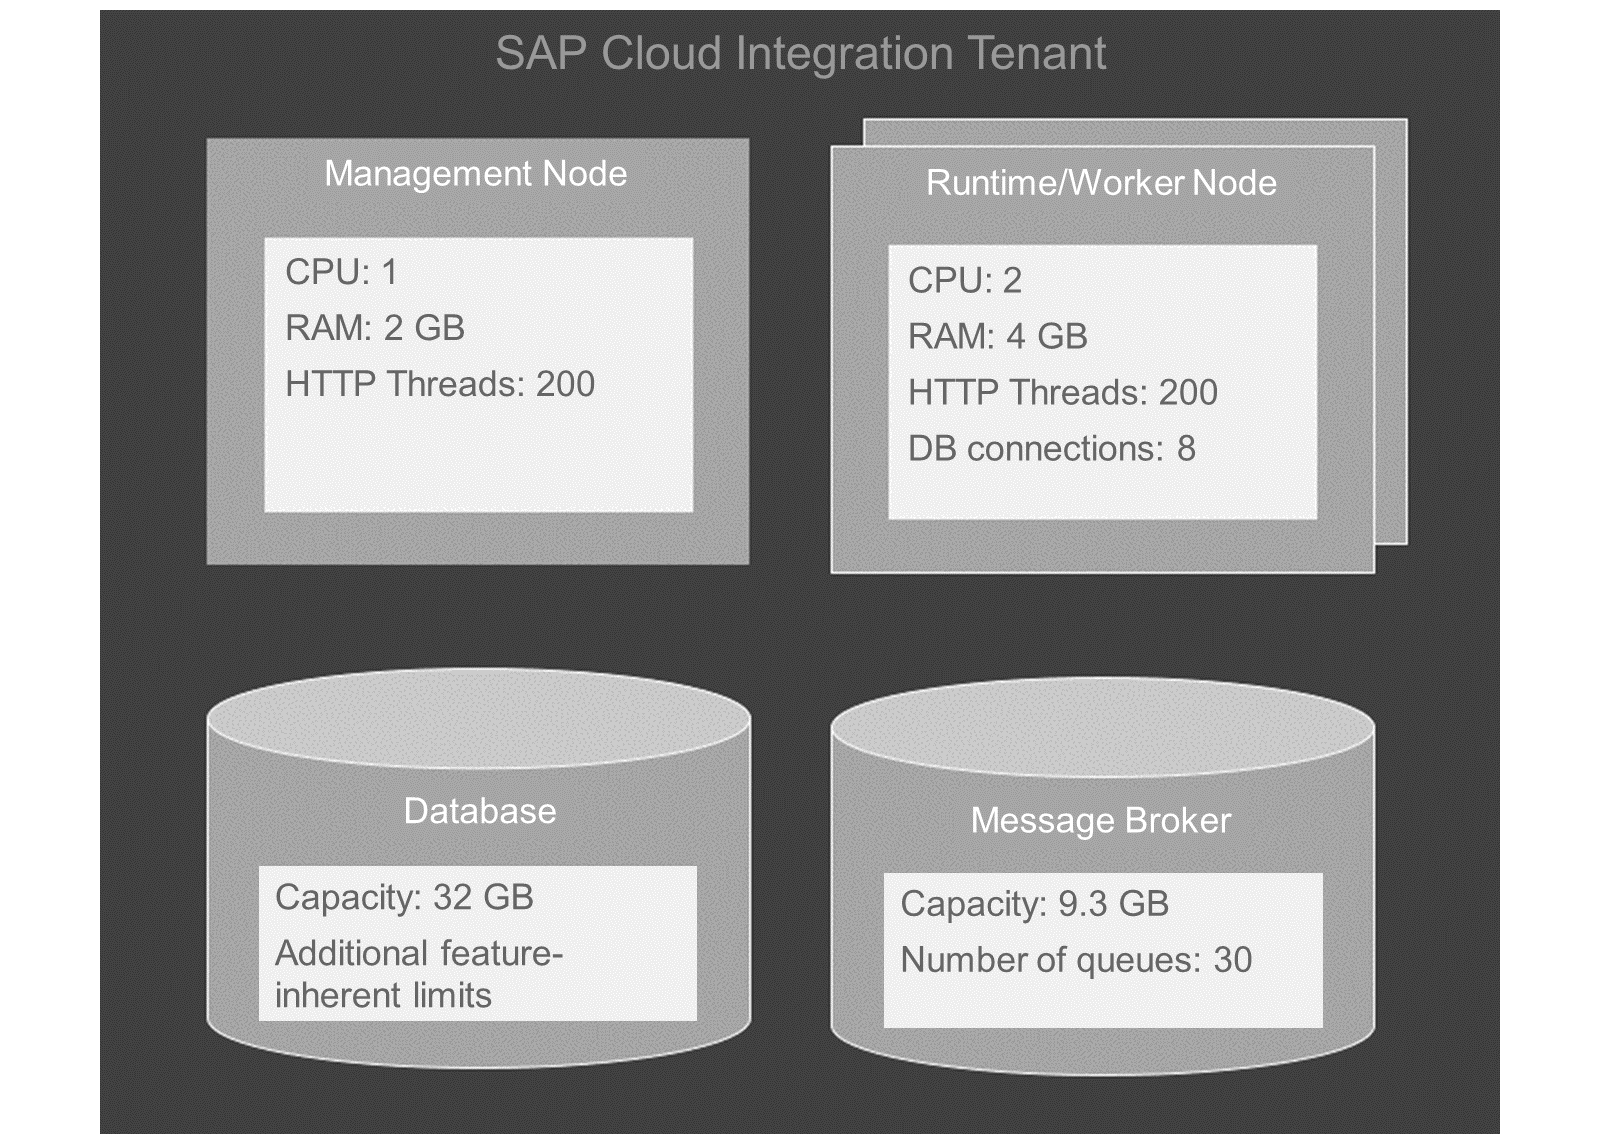 SAP Cloud Integration Tenant
Management Node
CPU: 1
RAM: 2 GB
HTTP Threads: 200
Runtime/Worker Node
CPU: 2
RAM: 4 GB
HTTP Threads: 200
DB connections: 8
Database
Capacity: 32 GB
Additional feature-
inherent limits
Message Broker
Capacity: 9.3 GB
Number of queues: 30